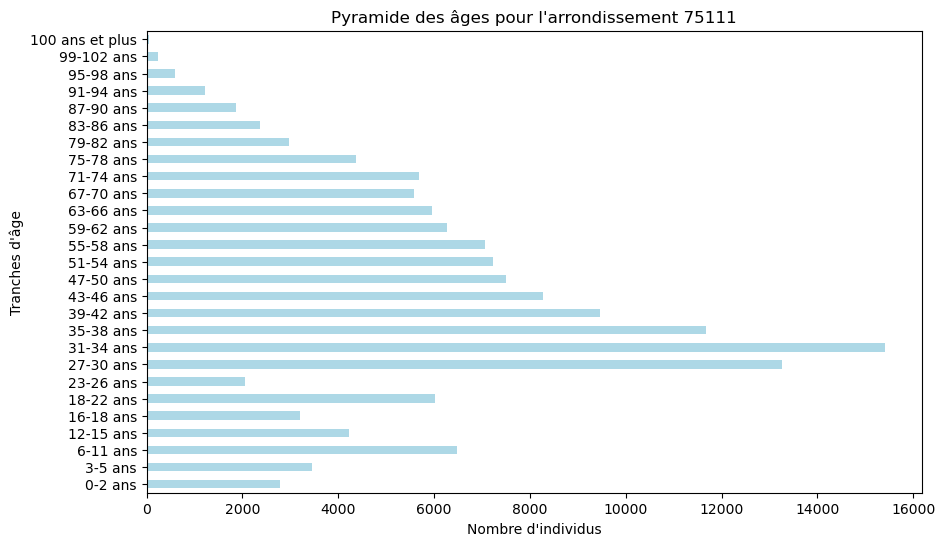 Pyramide des âges pour l'arrondissement 75111
100 ans et plus
99-102 ans
95-98 ans
91-94 ans
87-90 ans
83-86 ans
79-82 ans
75-78 ans
71-74 ans
67-70 ans
63-66 ans
59-62 ans
55-58 ans
51-54 ans
47-50 ans
43-46 ans
39-42 ans
35-38 ans
31-34 ans
27-30 ans
23-26 ans
18-22 ans
16-18 ans
12-15 ans
6-11 ans
3-5 ans
0-2 ans
Tranches d'âge
0 2000 4000 6000 8000 10000 12000 14000 16000
Nombre d'individus